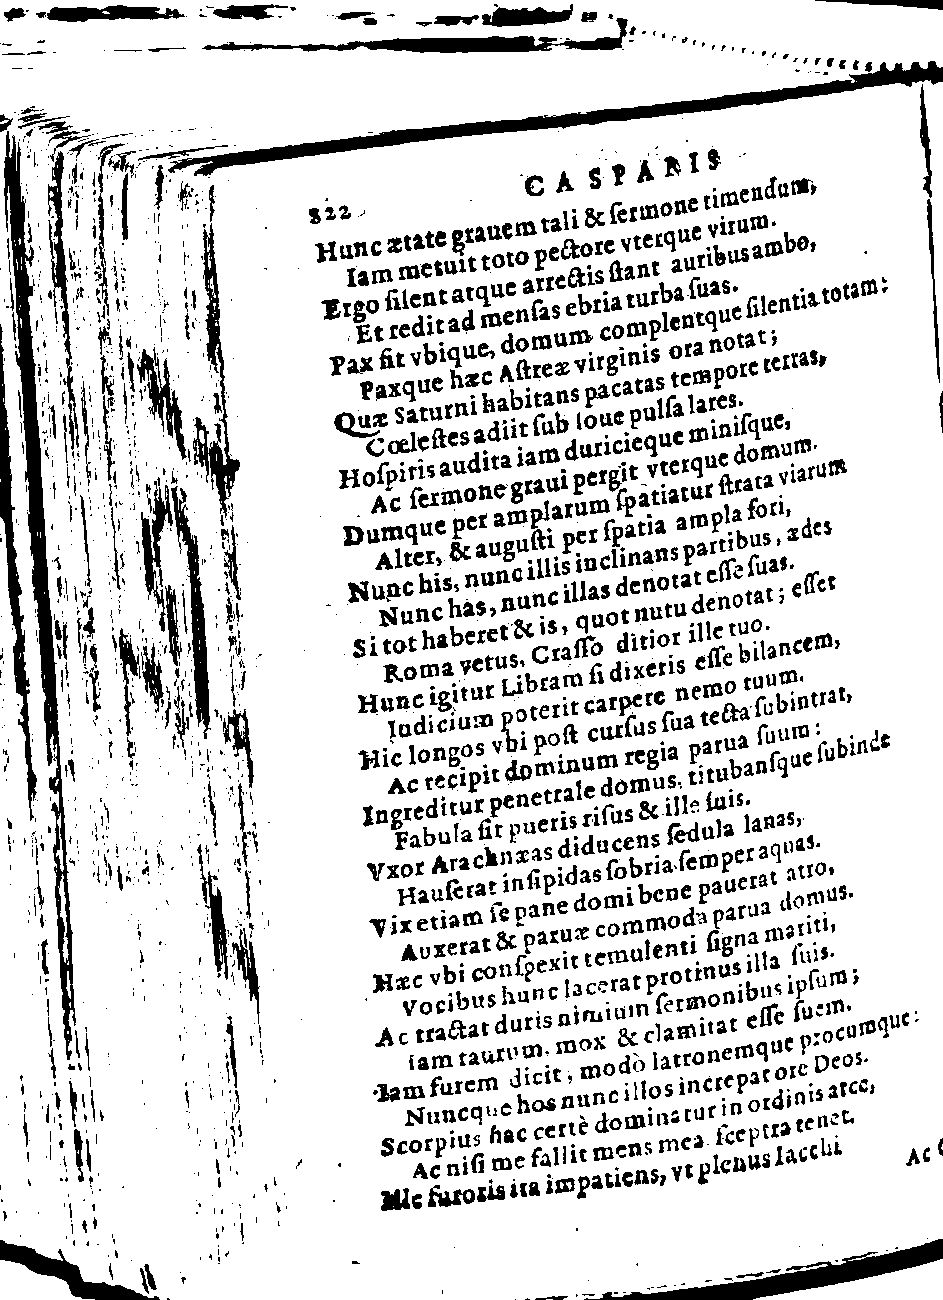 822
CASPARIS
Hunc ætate grauem tali & ſermone timendum,
Iam metuit toto pectore vterque virum.
Ergo ſilent atque arrectis ſtant auribus ambo,
Et redit ad menſas ebria turba ſuas.
Pax fit vbique, domum complentque ſilentia totam:
Paxque hæc Aſtreæ virginis ora notat;
Quæ Saturni habitans pacatas tempore terras,
Cœleſtes adiit ſub Ioue pulſa lares.
Hoſpitis audita iam duricieque miniſque,
Ac ſermone graui pergit vterque domum.
Dumque per amplarum ſpatiatur ſtrata viarum
Alter, & auguſti per ſpatia ampla fori,
Nunc his, nunc illis inclinans partibus, ædes
Nunc has, nunc illas denotat eſſe ſuas.
Si tot haberet & is, quot nutu denotat; eſſet
Roma vetus, Craſſo ditior ille tuo.
Hunc igitur Libram ſi dixeris eſſe bilancem,
Iudicium poterit carpere nemo tuum.
Hic longos vbi poſt curſus ſua tecta ſubintrat,
Ac recipit dominum regia parua ſuum:
Ingreditur penetrale domus, titubanſque ſubinde
Fabula fit pueris riſus & ille ſuis.
Vxor Arachnæas diducens ſedula lanas,
Hauſerat inſipidas ſobria ſemper aquas.
Vix etiam ſe pane domi bene pauerat atro,
Auxerat & paruæ commoda parua domus.
Hæc vbi conſpexit temulenti ſigna mariti,
Vocibus hunc lacerat protinus illa ſuis.
Ac tractat duris nimium ſermonibus ipſum;
Iam taurum, mox & clamitat eſſe ſuem.
Iam furem dicit, modò latronemque procumque:
Nuncque hos nunc illos increpat ore Deos.
Scorpius hac certè dominatur in ordinis arce,
Ac niſi me fallit mens mea, ſceptra tenet.
Ille furoris ita impatiens, vt plenus Iacchi
Ac